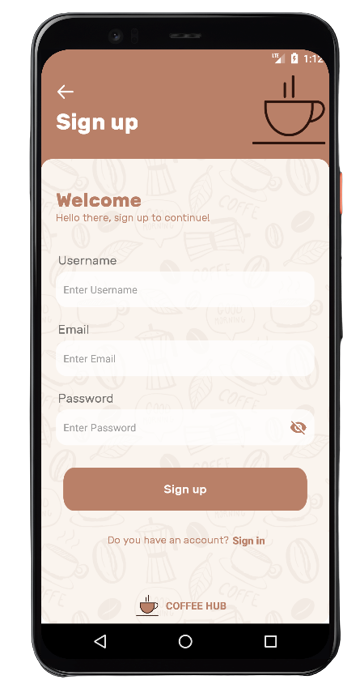 LTE 1:12
Sign up
Welcome
Hello there, sign up to continue!
Username
Enter Username
Email
Enter Email
Password
Enter Password
Sign up
Do you have an account? Sign in
COFFEE HUB